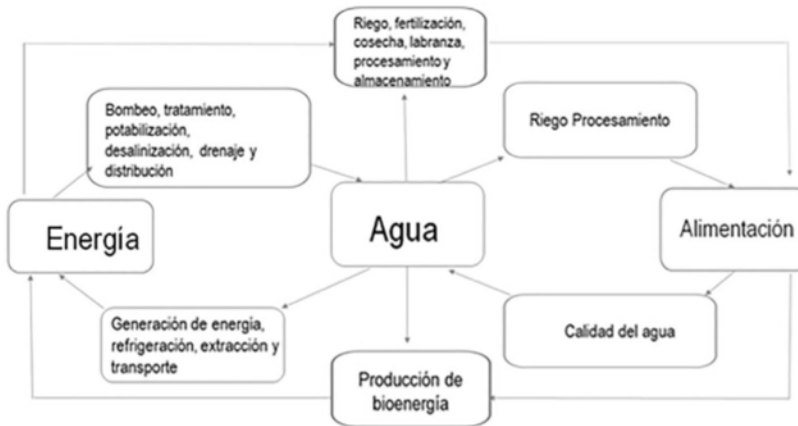 Riego, fertilización,
cosecha, labranza,
procesamiento y
almacenamiento
Bombeo, tratamiento,
potabilización,
desalinización, drenaje y
distribución
Riego Procesamiento
Energía
Agua
Alimentación
Generación de energía,
refrigeración, extracción y
transporte
Calidad del agua
Producción de
bioenergía